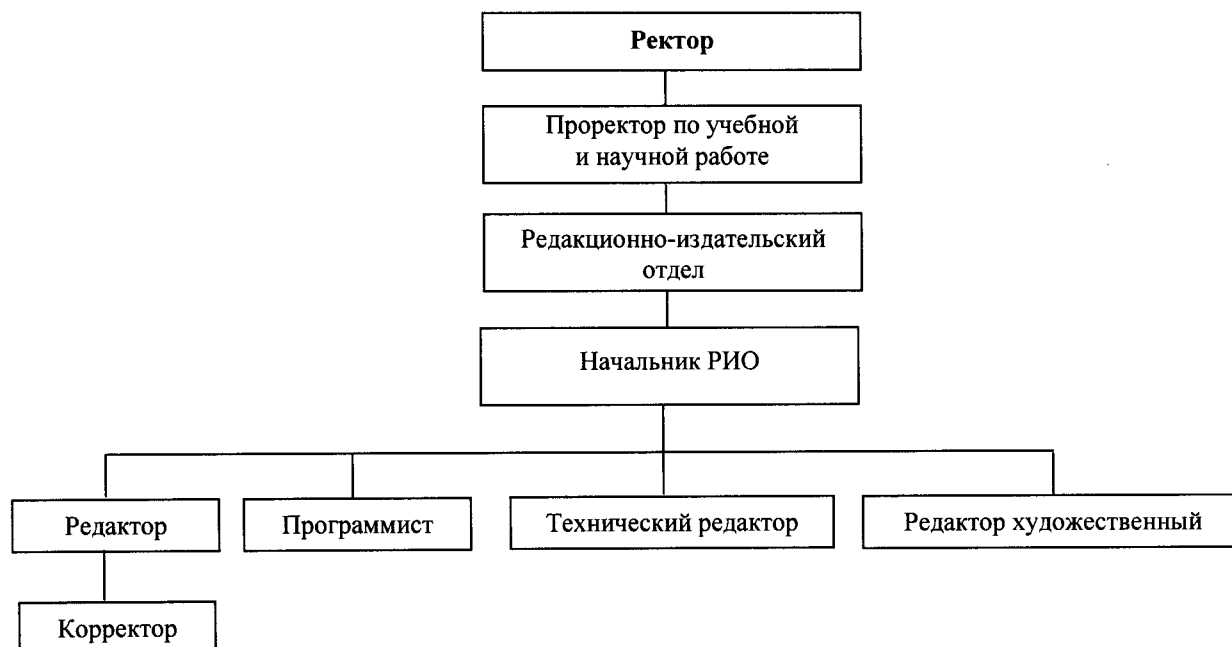 Ректор
Проректор по учебной
и научной работе
Редакционно-издательский
отдел
Начальник РИО
Редактор
Программист
Технический редактор
Редактор художественный
Корректор